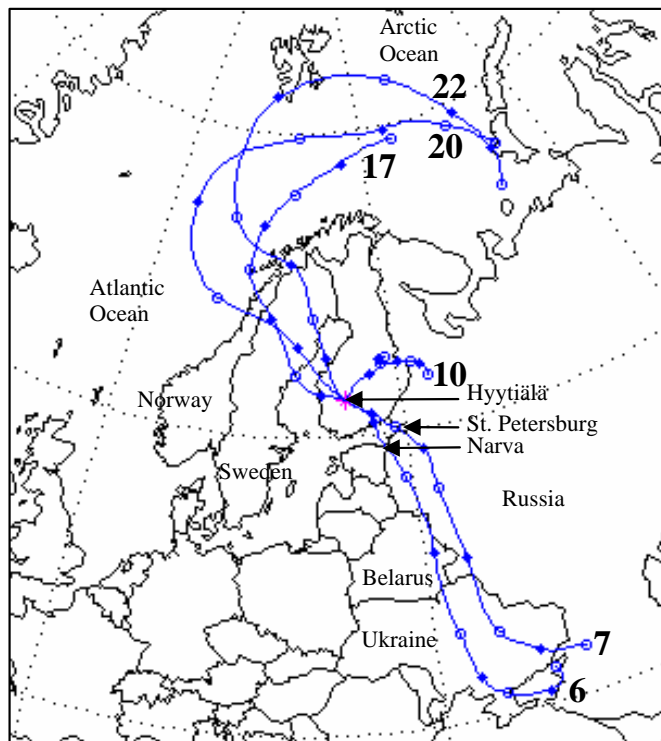 Arctic
Ocean
22
20
17
Atlantic
Ocean
10
Hyytiälä
Norway
St. Petersburg
Narva
Sweden
Russia
Belarus
Ukraine
7
6